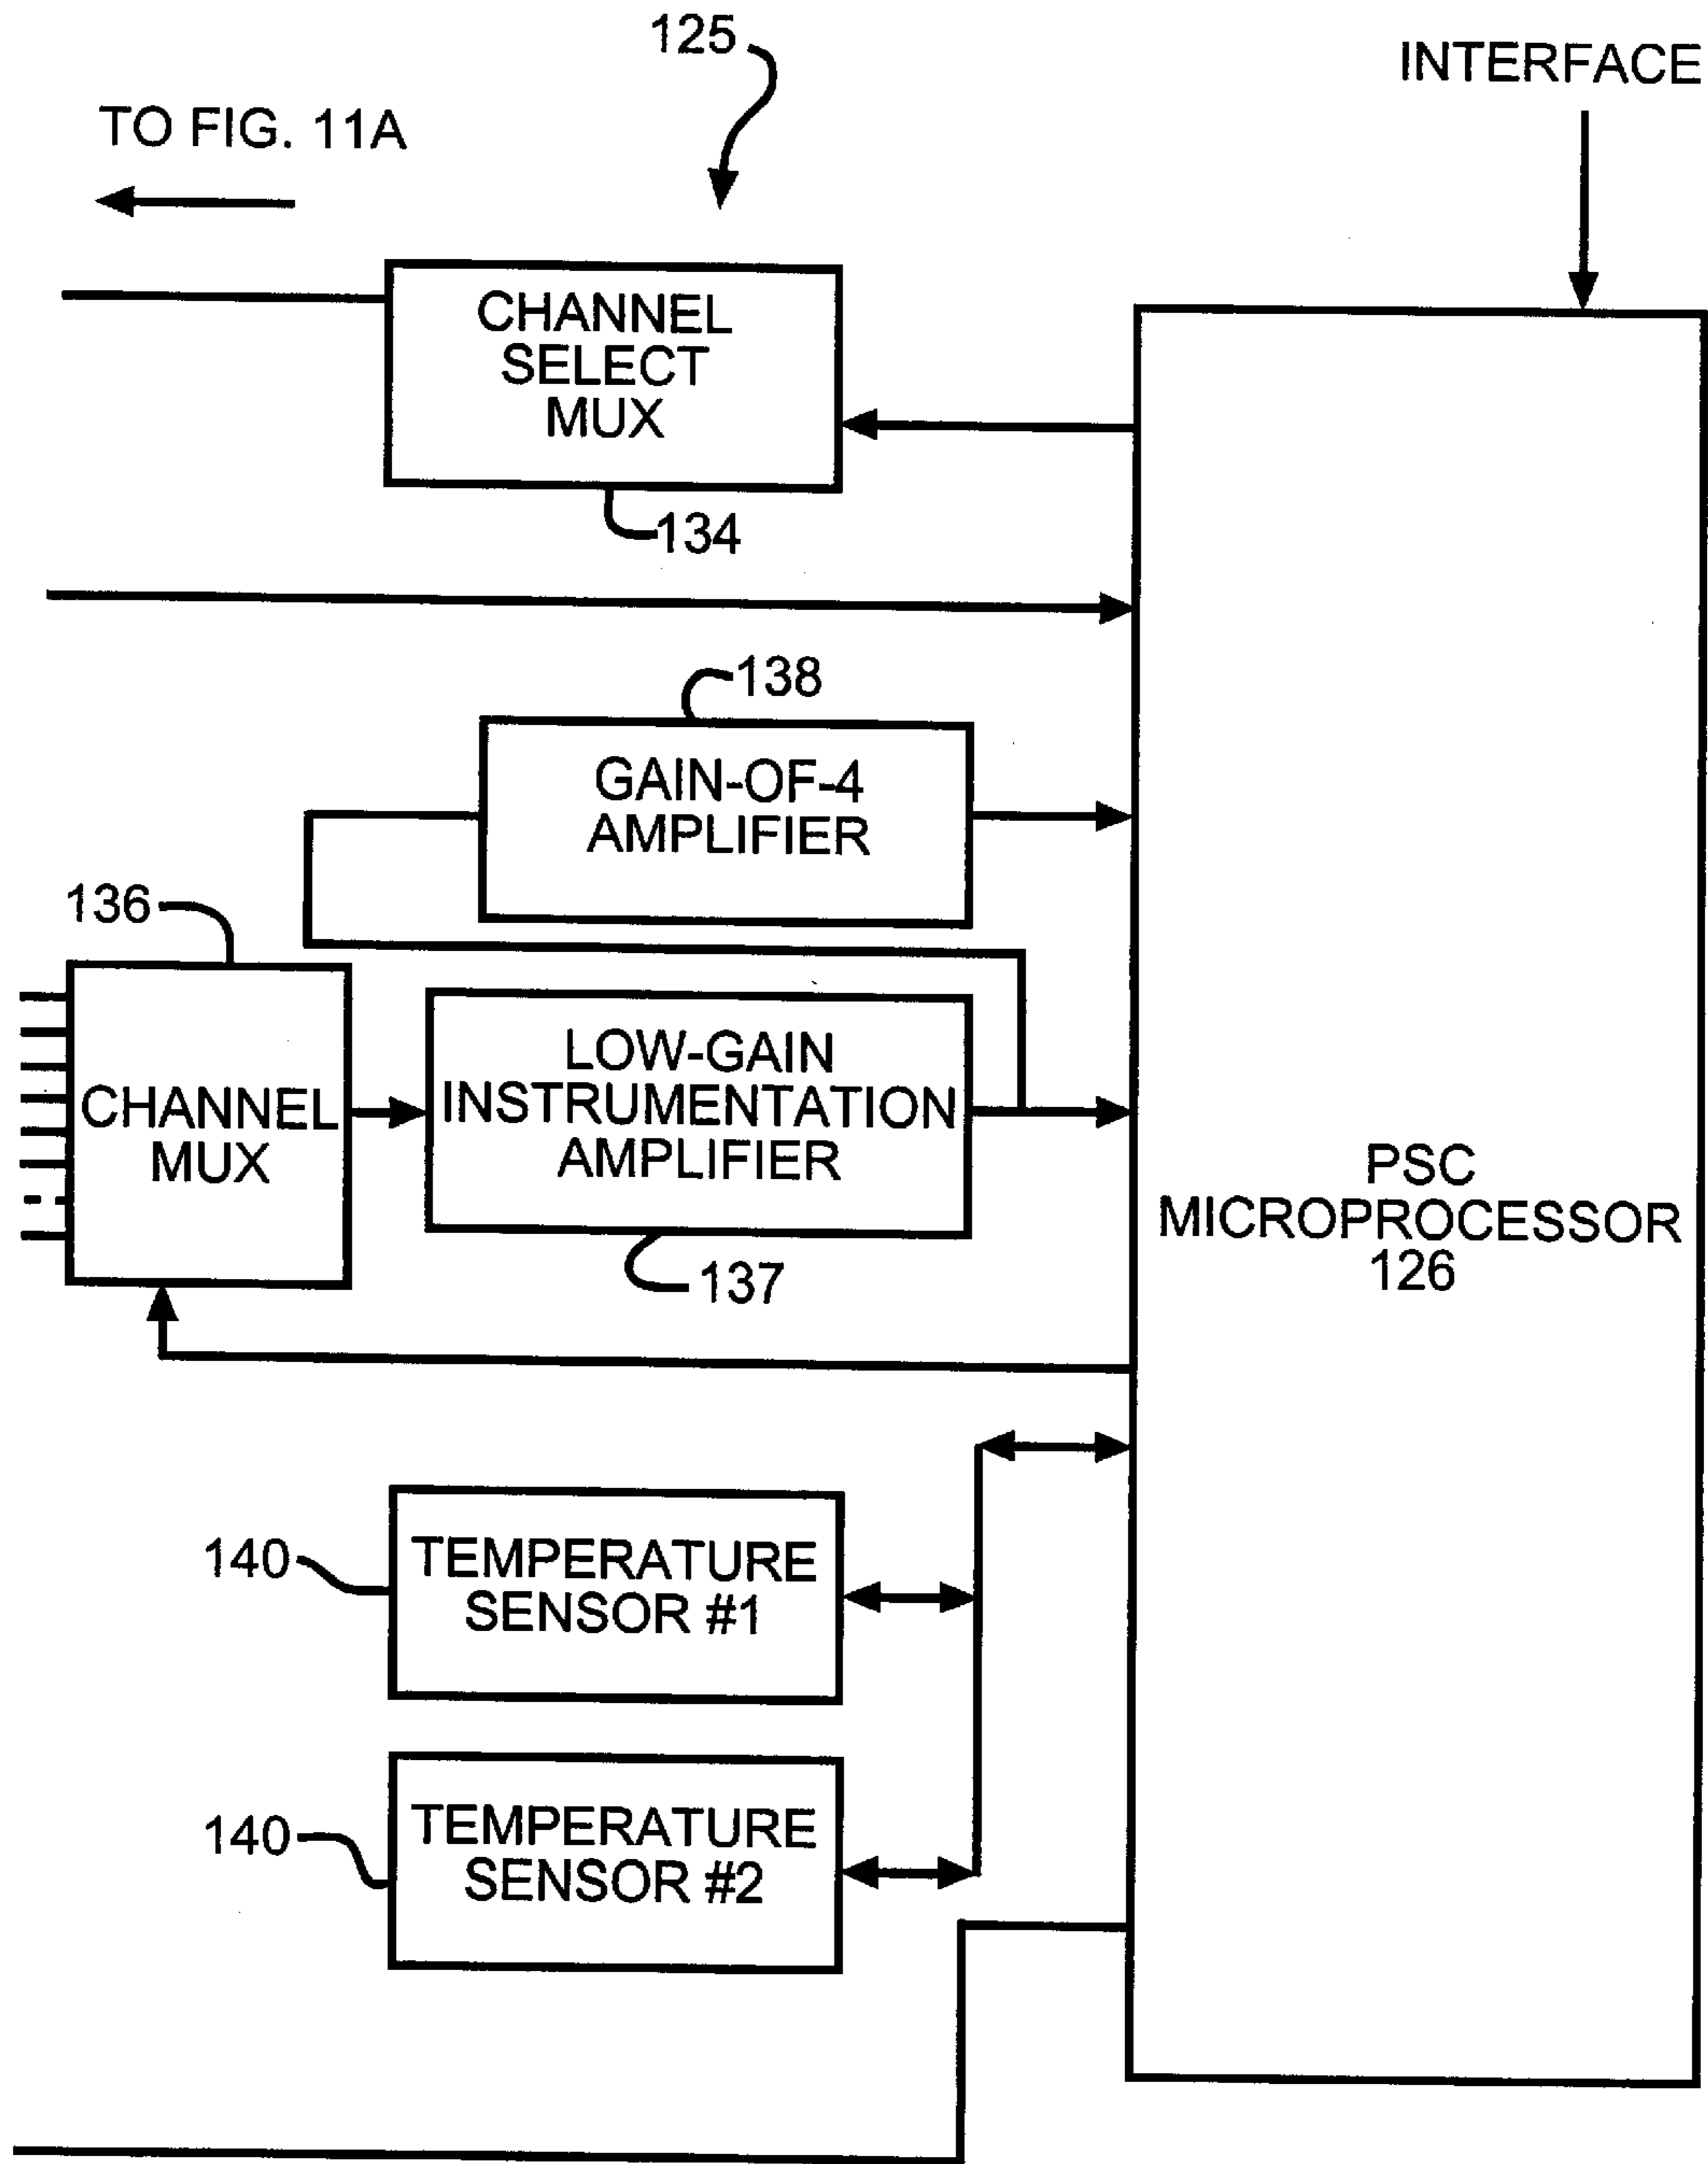 125
INTERFACE
TO FIG. 11A
CHANNEL
SELECT
MUX
134
138
GAIN-OF-4
AMPLIFIER
136
CHANNEL
MUX
LOW-GAIN
INSTRUMENTATION
AMPLIFIER
137
PSC
MICROPROCESSOR
126
140
TEMPERATURE
SENSOR #1
140
TEMPERATURE
SENSOR #2